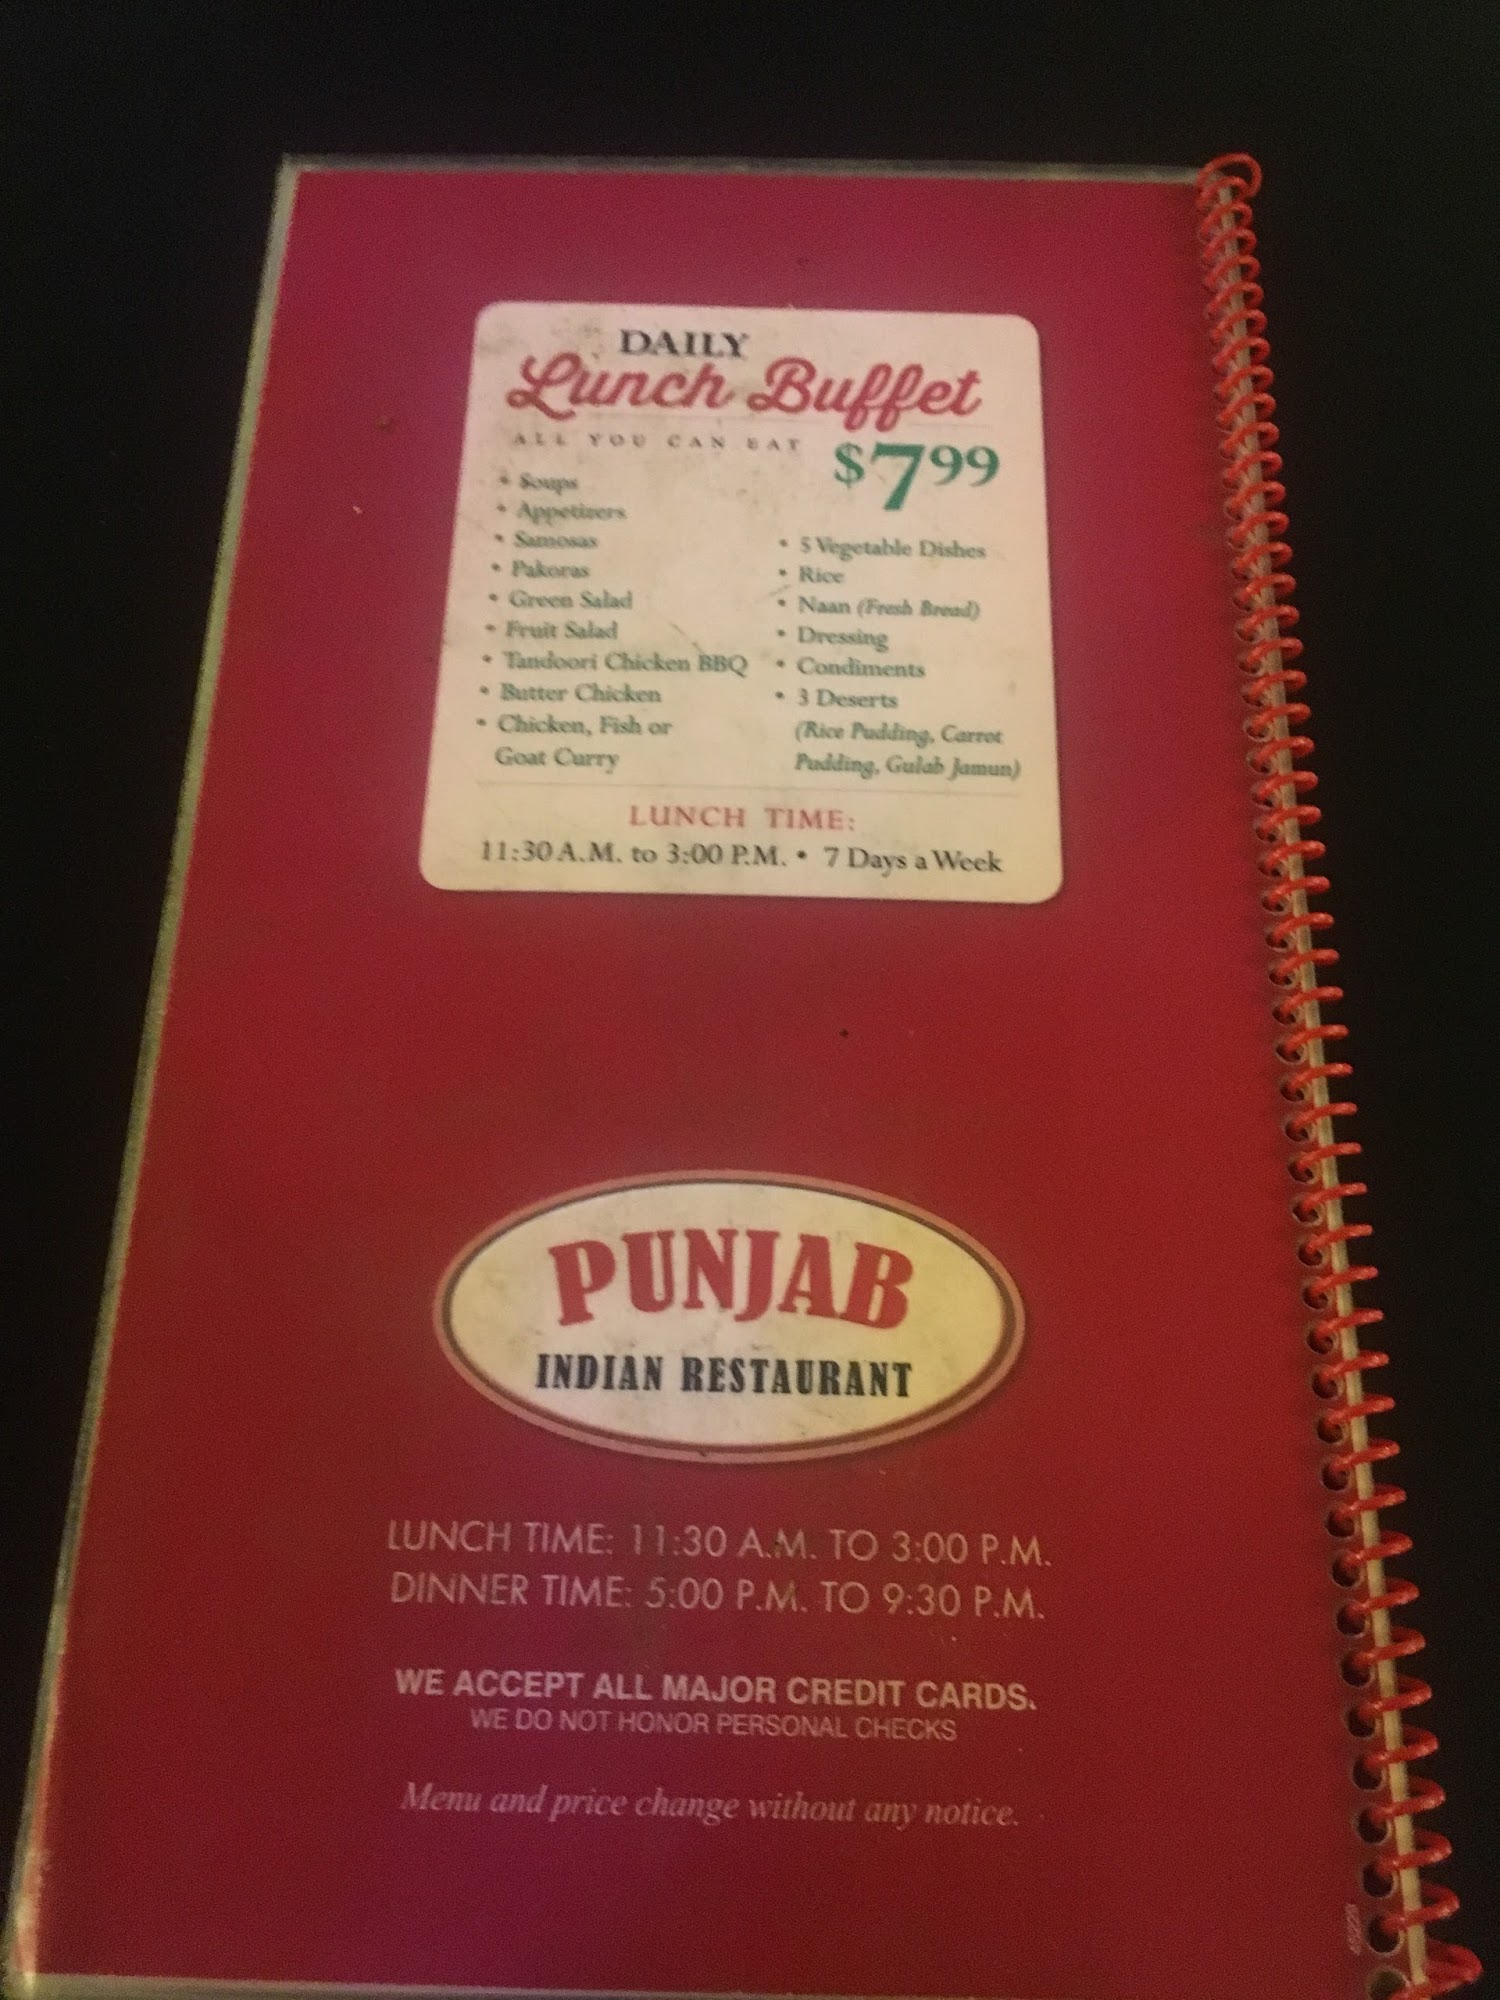 DAILY
Lunch Buffet
ALL YOU CAN EAT
$7.99
• Soups
• Appetizers
• Samosas
• Pakoras
• Green Salad
• Fruit Salad
• Tandoori Chicken BBQ
• Butter Chicken
• Chicken, Fish or
Goat Curry
• 5 Vegetable Dishes
• Rice
• Naan (Fresh Bread)
• Dressing
• Condiments
• 3 Deserts
(Rice Pudding, Carrot
Pudding, Gulab Jamun)
LUNCH TIME:
11:30 A.M. to 3:00 P.M. • 7 Days a Week
PUNJAB
INDIAN RESTAURANT
LUNCH TIME: 11:30 A.M. TO 3:00 P.M.
DINNER TIME: 5:00 P.M. TO 9:30 P.M.
WE ACCEPT ALL MAJOR CREDIT CARDS.
WE DO NOT HONOR PERSONAL CHECKS
Menu and price change without any notice.